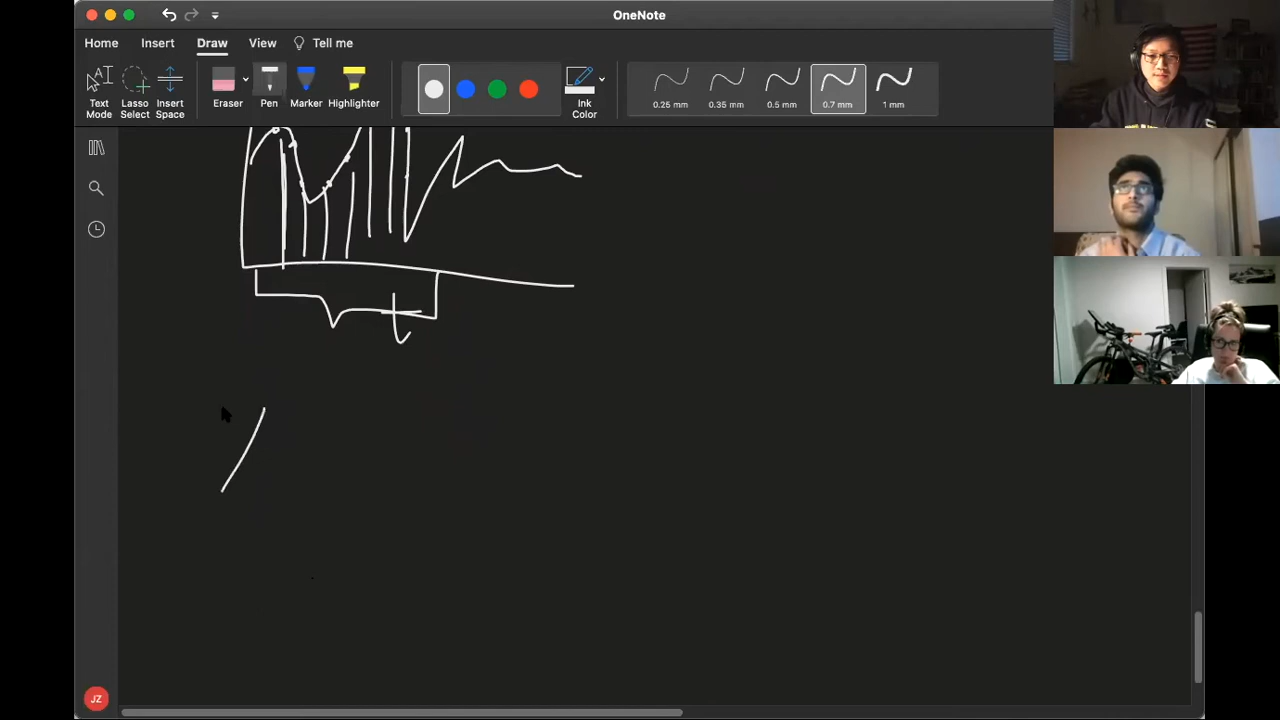 OneNote
Home Insert Draw View Tell me
Text Mode Lasso Select Insert Space Eraser Pen Marker Highlighter Ink Color 0.25 mm 0.35 mm 0.5 mm 0.7 mm 1 mm
t
JZ